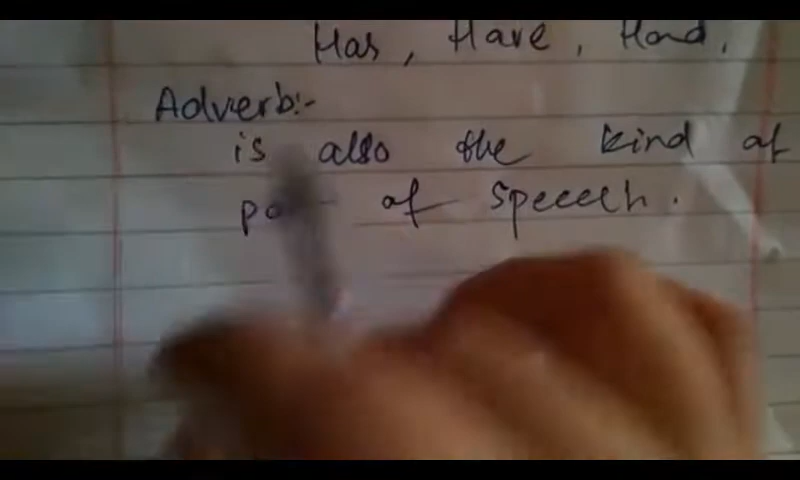 Has, Have, Had.
Adverb:-
is also the kind of
of speech.